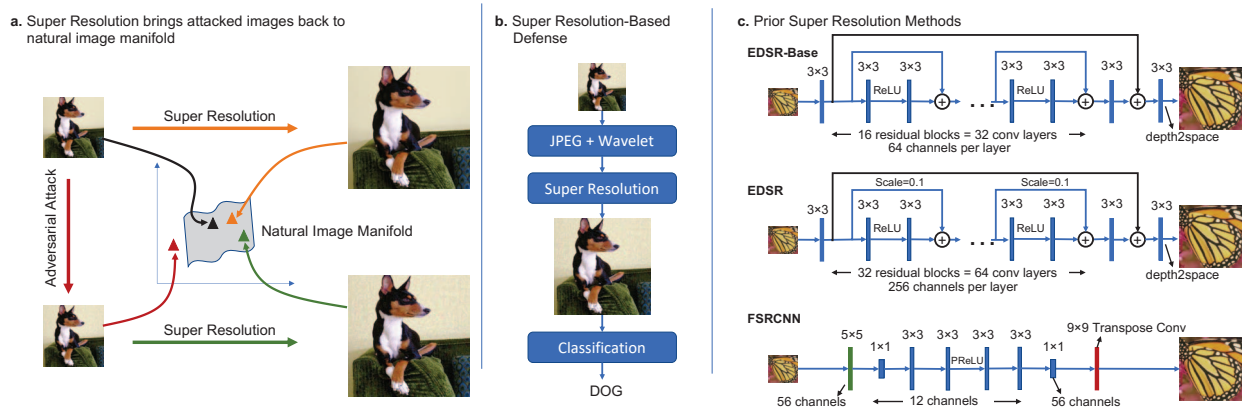 a. Super Resolution brings attacked images back to
natural image manifold
Super Resolution
Adversarial Attack
Natural Image Manifold
Super Resolution
b. Super Resolution-Based
Defense
JPEG + Wavelet
Super Resolution
Classification
DOG
c. Prior Super Resolution Methods
EDSR-Base
3×3
3×3 3×3
3×3 3×3
3×3
3×3
ReLU
ReLU
+
...
+
+
16 residual blocks = 32 conv layers
64 channels per layer
depth2space
EDSR
Scale=0.1
Scale=0.1
3×3
3×3 3×3
3×3 3×3
3×3
3×3
ReLU
ReLU
+
...
+
+
32 residual blocks = 64 conv layers
256 channels per layer
depth2space
FSRCNN
5×5
1×1
3×3 3×3 3×3 3×3
1×1
9×9 Transpose Conv
PReLU
56 channels
12 channels
56 channels